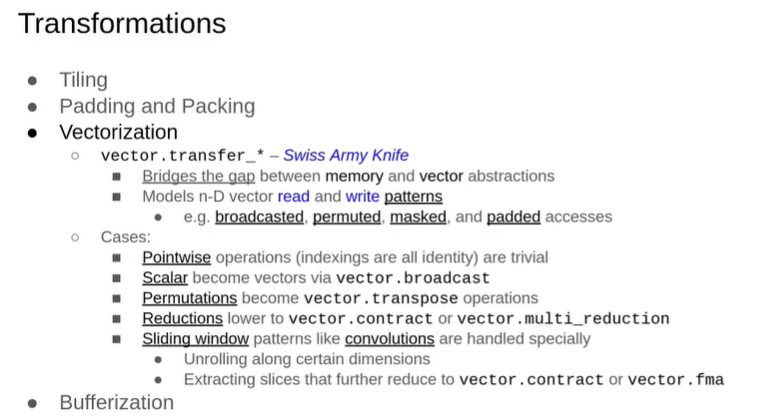 Transformations
● Tiling
● Padding and Packing
● Vectorization
○ vector.transfer_* – Swiss Army Knife
■ Bridges the gap between memory and vector abstractions
■ Models n-D vector read and write patterns
● e.g. broadcasted, permuted, masked, and padded accesses
○ Cases:
■ Pointwise operations (indexings are all identity) are trivial
■ Scalar become vectors via vector.broadcast
■ Permutations become vector.transpose operations
■ Reductions lower to vector.contract or vector.multi_reduction
■ Sliding window patterns like convolutions are handled specially
● Unrolling along certain dimensions
● Extracting slices that further reduce to vector.contract or vector.fma
● Bufferization